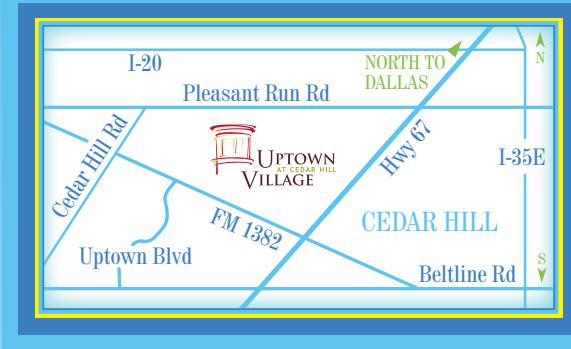 N
I-20
NORTH TO
DALLAS
Pleasant Run Rd
Cedar Hill Rd
Hwy 67
I-35E
UPTOWN
AT CEDAR HILL
VILLAGE
FM 1382
CEDAR HILL
Uptown Blvd
S
Beltline Rd